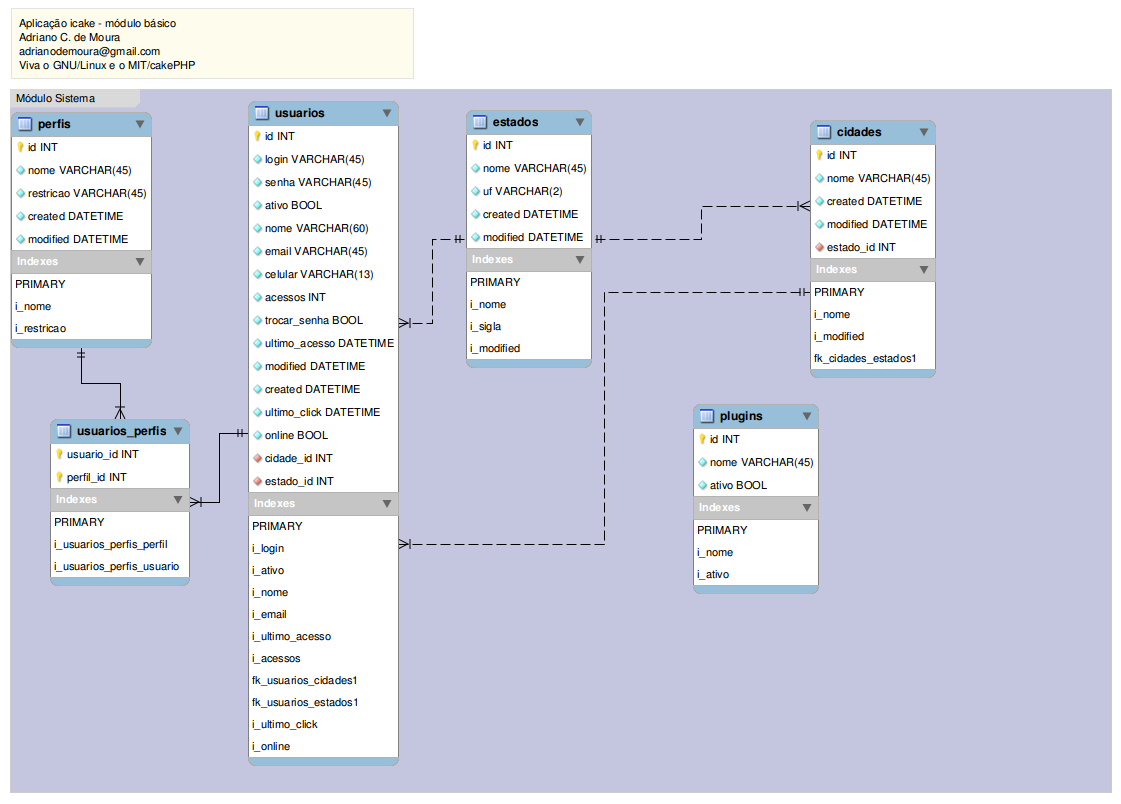 Aplicação icake - módulo básico
Adriano C. de Moura
adrianodemoura@gmail.com
Viva o GNU/Linux e o MIT/cakePHP
Módulo Sistema
perfis
id INT
nome VARCHAR(45)
restricao VARCHAR(45)
created DATETIME
modified DATETIME
Indexes
PRIMARY
i_nome
i_restricao
usuarios_perfis
usuario_id INT
perfil_id INT
Indexes
PRIMARY
i_usuarios_perfis_perfil
i_usuarios_perfis_usuario
usuarios
id INT
login VARCHAR(45)
senha VARCHAR(45)
ativo BOOL
nome VARCHAR(60)
email VARCHAR(45)
celular VARCHAR(13)
acessos INT
trocar_senha BOOL
ultimo_acesso DATETIME
modified DATETIME
created DATETIME
ultimo_click DATETIME
online BOOL
cidade_id INT
estado_id INT
Indexes
PRIMARY
i_login
i_ativo
i_nome
i_email
i_ultimo_acesso
i_acessos
fk_usuarios_cidades1
fk_usuarios_estados1
i_ultimo_click
i_online
estados
id INT
nome VARCHAR(45)
uf VARCHAR(2)
created DATETIME
modified DATETIME
Indexes
PRIMARY
i_nome
i_sigla
i_modified
cidades
id INT
nome VARCHAR(45)
created DATETIME
modified DATETIME
estado_id INT
Indexes
PRIMARY
i_nome
i_modified
fk_cidades_estados1
plugins
id INT
nome VARCHAR(45)
ativo BOOL
Indexes
PRIMARY
i_nome
i_ativo